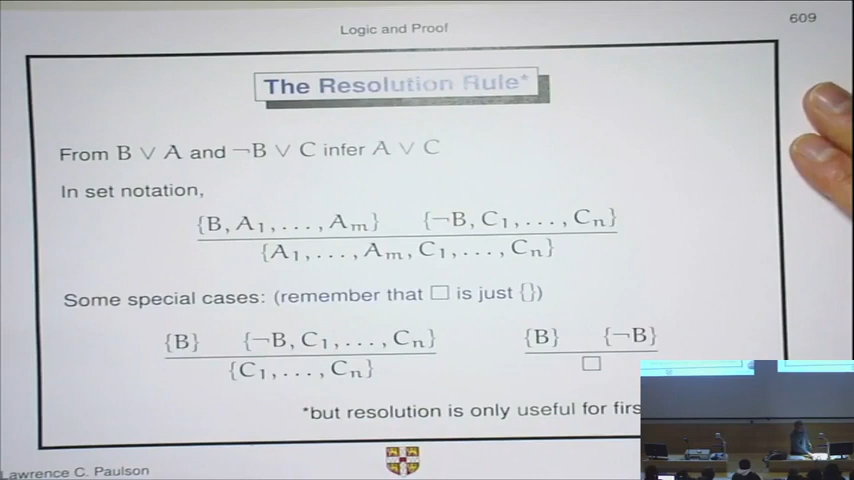 Logic and Proof
609
The Resolution Rule*
From B ∨ A and ¬B ∨ C infer A ∨ C
In set notation,
{B, A₁, . . . , Aₘ} {¬B, C₁, . . . , Cₙ}
{A₁, . . . , Aₘ, C₁, . . . , Cₙ}
Some special cases: (remember that □ is just {})
{B} {¬B, C₁, . . . , Cₙ} {B} {¬B}
{C₁, . . . , Cₙ} □
*but resolution is only useful for
Lawrence C. Paulson